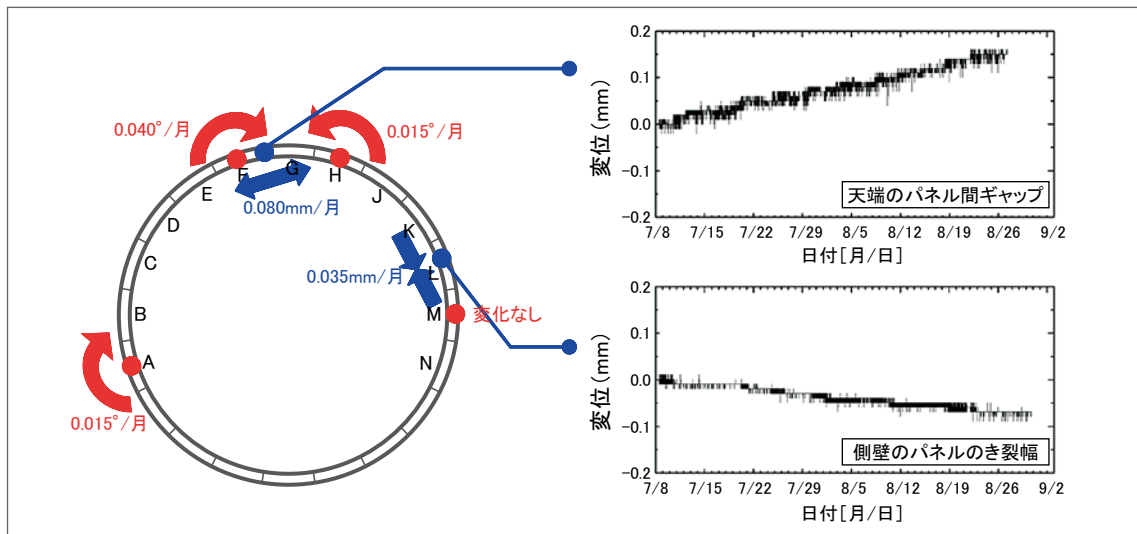 0.040°/月
0.015°/月
E
F
G
H
D
J
0.080mm/月
C
K
0.035mm/月
L
B
M
変化なし
A
N
0.015°/月
変位(mm)
0.2
0.1
0.0
−0.1
−0.2
天端のパネル間ギャップ
7/8 7/15 7/22 7/29 8/5 8/12 8/19 8/26 9/2
日付[月/日]
変位(mm)
0.2
0.1
0.0
−0.1
−0.2
側壁のパネルのき裂幅
7/8 7/15 7/22 7/29 8/5 8/12 8/19 8/26 9/2
日付[月/日]